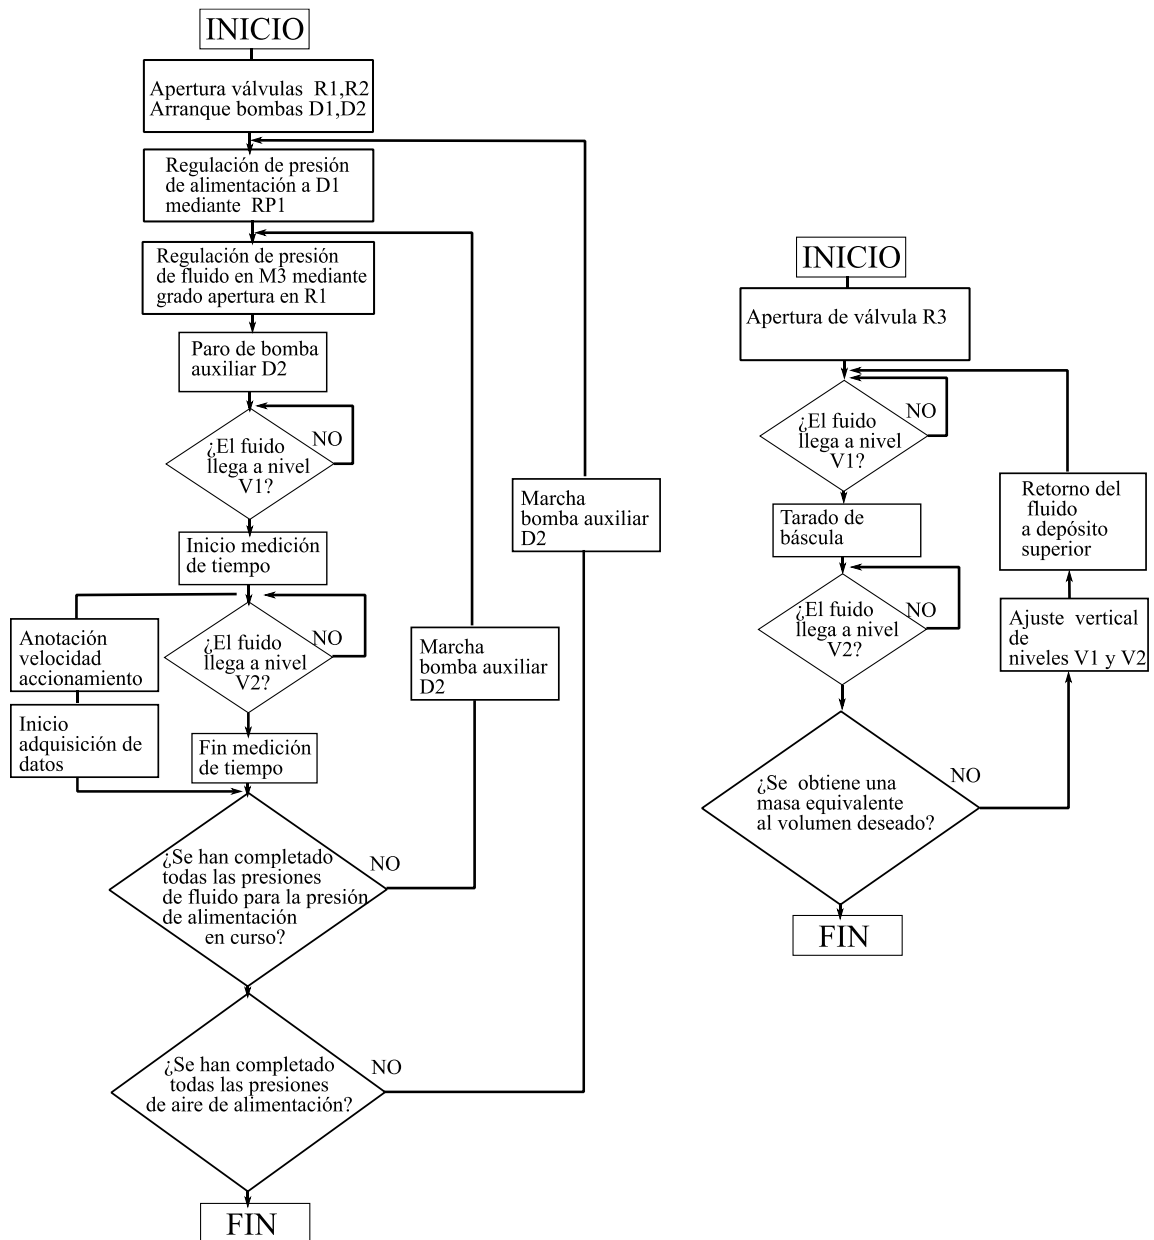 INICIO
Apertura válvulas R1,R2
Arranque bombas D1,D2
Regulación de presión
de alimentación a D1
mediante RP1
Regulación de presión
de fluido en M3 mediante
grado apertura en R1
Paro de bomba
auxiliar D2
¿El fuido
llega a nivel
V1?
NO
Inicio medición
de tiempo
¿El fuido
llega a nivel
V2?
NO
Anotación
velocidad
accionamiento
Inicio
adquisición de
datos
Fin medición
de tiempo
¿Se han completado
todas las presiones
de fluido para la presión
de alimentación
en curso?
NO
Marcha
bomba auxiliar
D2
¿Se han completado
todas las presiones
de aire de alimentación?
NO
Marcha
bomba auxiliar
D2
FIN
INICIO
Apertura de válvula R3
¿El fuido
llega a nivel
V1?
NO
Tarado de
báscula
¿El fuido
llega a nivel
V2?
NO
¿Se obtiene una
masa equivalente
al volumen deseado?
NO
Ajuste vertical
de
niveles V1 y V2
Retorno del
fluido
a depósito
superior
FIN